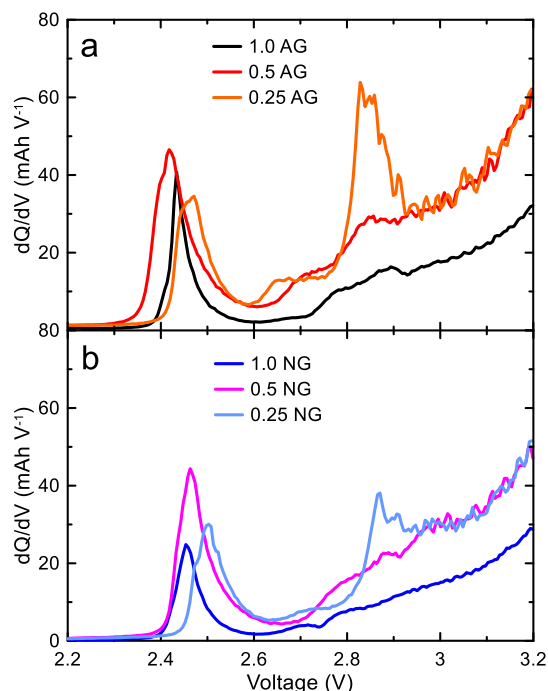 80
a
1.0 AG
0.5 AG
0.25 AG
60
40
20
dQ/dV (mAh V⁻¹)
80
b
1.0 NG
0.5 NG
0.25 NG
60
40
20
0
dQ/dV (mAh V⁻¹)
2.2 2.4 2.6 2.8 3.0 3.2
Voltage (V)